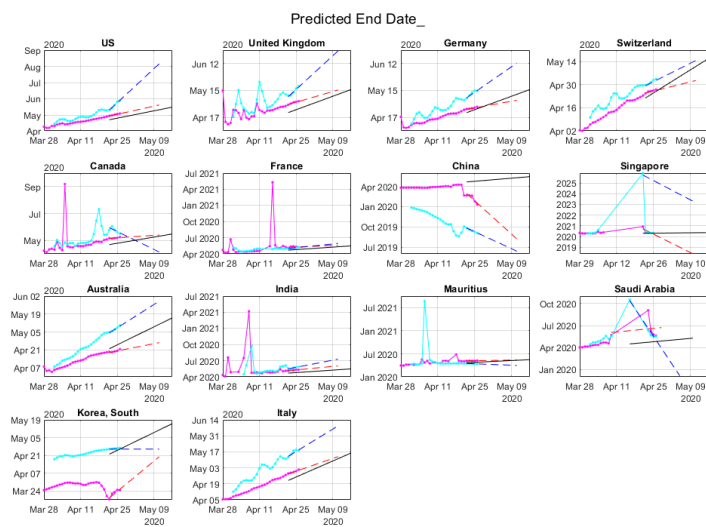 Predicted End Date_
2020 US
Sep
Aug
Jul
Jun
May
Apr
Mar 28 Apr 11 Apr 25 May 09
2020
2020 United Kingdom
Jun 12
May 15
Apr 17
Mar 28 Apr 11 Apr 25 May 09
2020
2020 Germany
Jun 12
May 15
Apr 17
Mar 28 Apr 11 Apr 25 May 09
2020
2020 Switzerland
May 14
Apr 30
Apr 16
Apr 02
Mar 28 Apr 11 Apr 25 May 09
2020
2020 Canada
Sep
Jul
May
Mar 28 Apr 11 Apr 25 May 09
2020
France
Jul 2021
Apr 2021
Jan 2021
Oct 2020
Jul 2020
Apr 2020
Mar 28 Apr 11 Apr 25 May 09
2020
China
Apr 2020
Jan 2020
Oct 2019
Jul 2019
Mar 28 Apr 11 Apr 25 May 09
2020
Singapore
2025
2024
2023
2022
2021
2020
2019
Mar 29 Apr 12 Apr 26 May 10
2020
2020 Australia
Jun 02
May 19
May 05
Apr 21
Apr 07
Mar 28 Apr 11 Apr 25 May 09
2020
India
Jul 2021
Apr 2021
Jan 2021
Oct 2020
Jul 2020
Apr 2020
Mar 28 Apr 11 Apr 25 May 09
2020
Mauritius
Jul 2021
Jan 2021
Jul 2020
Jan 2020
Mar 28 Apr 11 Apr 25 May 09
2020
Saudi Arabia
Oct 2020
Jul 2020
Apr 2020
Jan 2020
Mar 29 Apr 12 Apr 26 May 10
2020
2020 Korea, South
May 19
May 05
Apr 21
Apr 07
Mar 24
Mar 28 Apr 11 Apr 25 May 09
2020
2020 Italy
Jun 14
May 31
May 17
May 03
Apr 19
Apr 05
Mar 28 Apr 11 Apr 25 May 09
2020